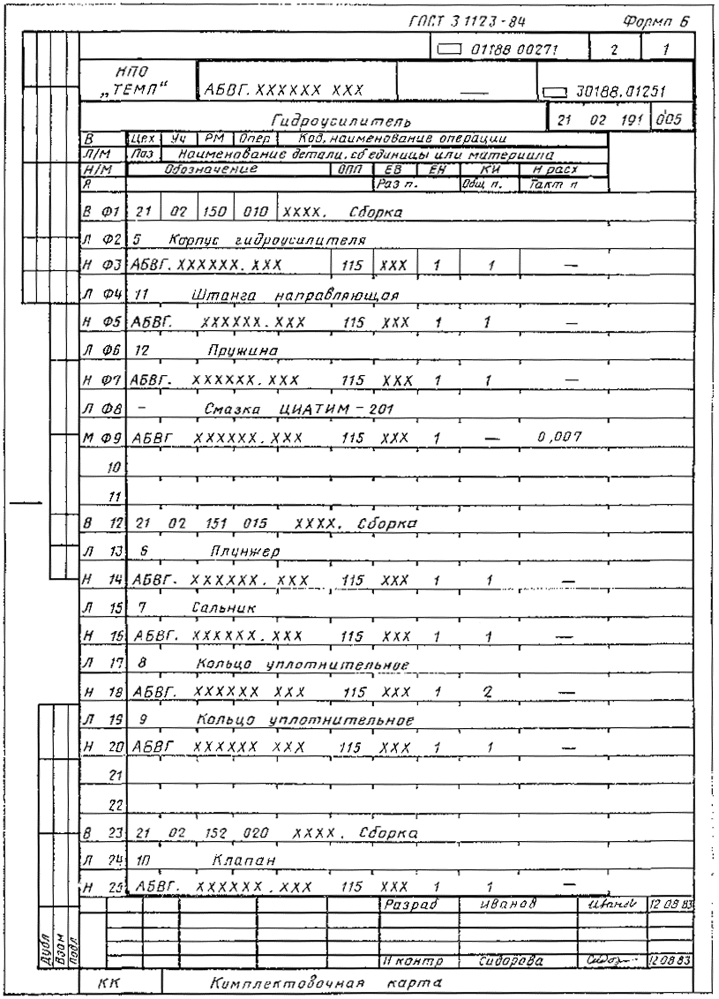 ГОСТ 3.1123-84 Форма 6
01188.00271 2 1
НПО
„ТЕМП“ АБВГ.XXXXXX XXX — 30188.01251
Гидроусилитель 21 02 191 005
В Цех Уч РМ Опер Код, наименование операции
Л/М Поз Наименование детали, сб единицы или материала
Н/М Обозначение ОПП ЕВ ЕН КИ Н расх
Раз п. Общ п. Такт п
В Ф1 21 02 150 010 XXXX. Сборка
Л Ф2 5 Корпус гидроусилителя
Н Ф3 АБВГ.XXXXXX.XXX 115 XXX 1 1 —
Л Ф4 11 Штанга направляющая
Н Ф5 АБВГ. XXXXXX.XXX 115 XXX 1 1 —
Л Ф6 12 Пружина
Н Ф7 АБВГ. XXXXXX.XXX 115 XXX 1 1 —
Л Ф8 – Смазка ЦИАТИМ-201
М Ф9 АБВГ XXXXXX.XXX 115 XXX 1 — 0,007
10
11
В 12 21 02 151 015 XXXX. Сборка
Л 13 6 Плунжер
Н 14 АБВГ. XXXXXX.XXX 115 XXX 1 1 —
Л 15 7 Сальник
Н 16 АБВГ. XXXXXX.XXX 115 XXX 1 1 —
Л 17 8 Кольцо уплотнительное
Н 18 АБВГ. XXXXXX XXX 115 XXX 1 2 —
Л 19 9 Кольцо уплотнительное
Н 20 АБВГ XXXXXX XXX 115 XXX 1 1 —
21
22
В 23 21 02 152 020 XXXX. Сборка
Л 24 10 Клапан
Н 25 АБВГ. XXXXXX.XXX 115 XXX 1 1 —
Разраб Иванов Иванов 12 08 83
Дубл
Взам
Подл
Н контр Сидорова 12 08 83
КК Комплектовочная карта